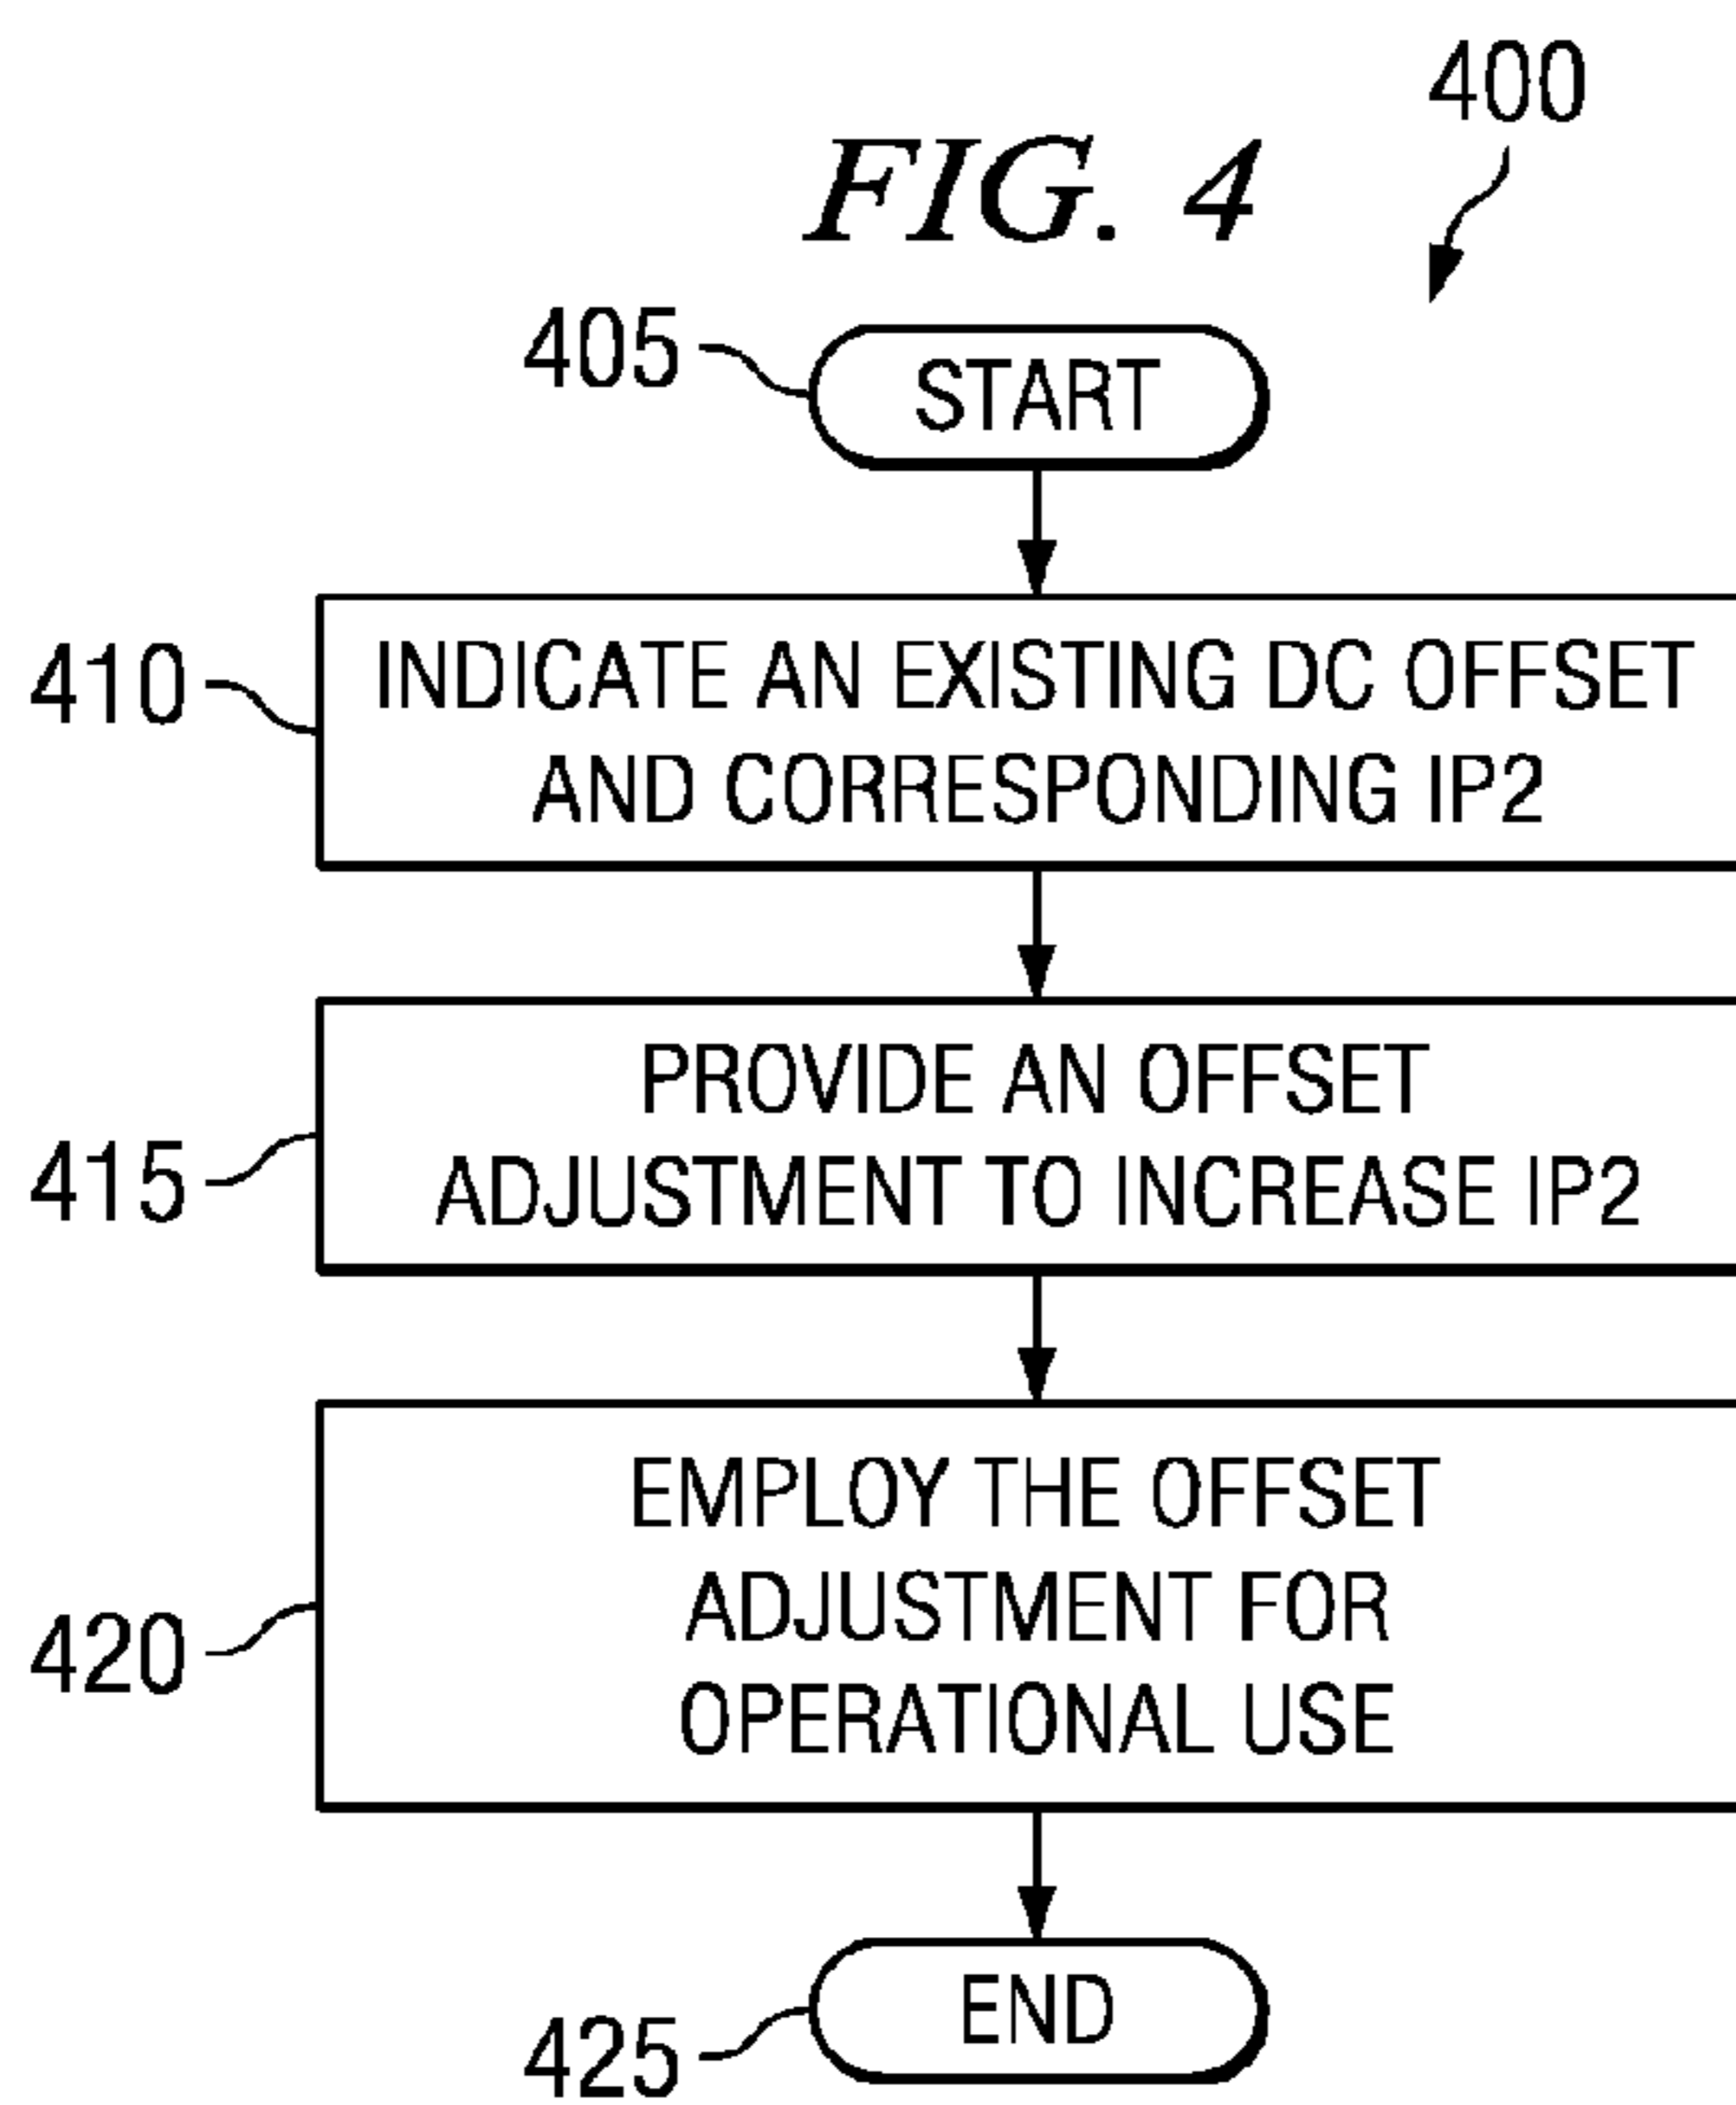 400
FIG. 4
405
START
410
INDICATE AN EXISTING DC OFFSET
AND CORRESPONDING IP2
415
PROVIDE AN OFFSET
ADJUSTMENT TO INCREASE IP2
420
EMPLOY THE OFFSET
ADJUSTMENT FOR
OPERATIONAL USE
425
END